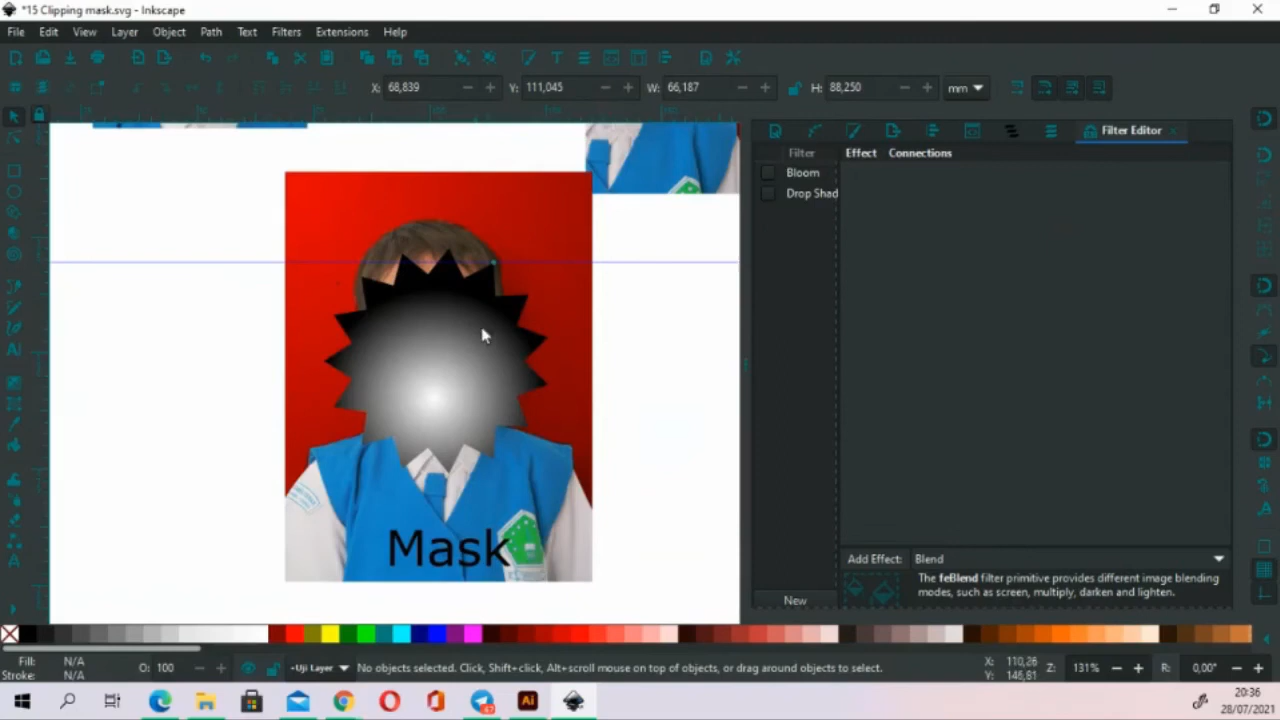 *15 Clipping mask.svg - Inkscape
File Edit View Layer Object Path Text Filters Extensions Help
X: 68,839 Y: 111,045 W: 66,187 H: 88,250 mm
Filter Editor
Filter Effect Connections
Bloom
Drop Shad
Mask
Add Effect: Blend
The feBlend filter primitive provides different image blending
modes, such as screen, multiply, darken and lighten.
New
Fill: N/A
Stroke: N/A
O: 100
-Uji Layer
No objects selected. Click, Shift+click, Alt+scroll mouse on top of objects, or drag around objects to select.
X: 110,26
Y: 146,81
Z: 131%
R: 0,00°
20:36
28/07/2021